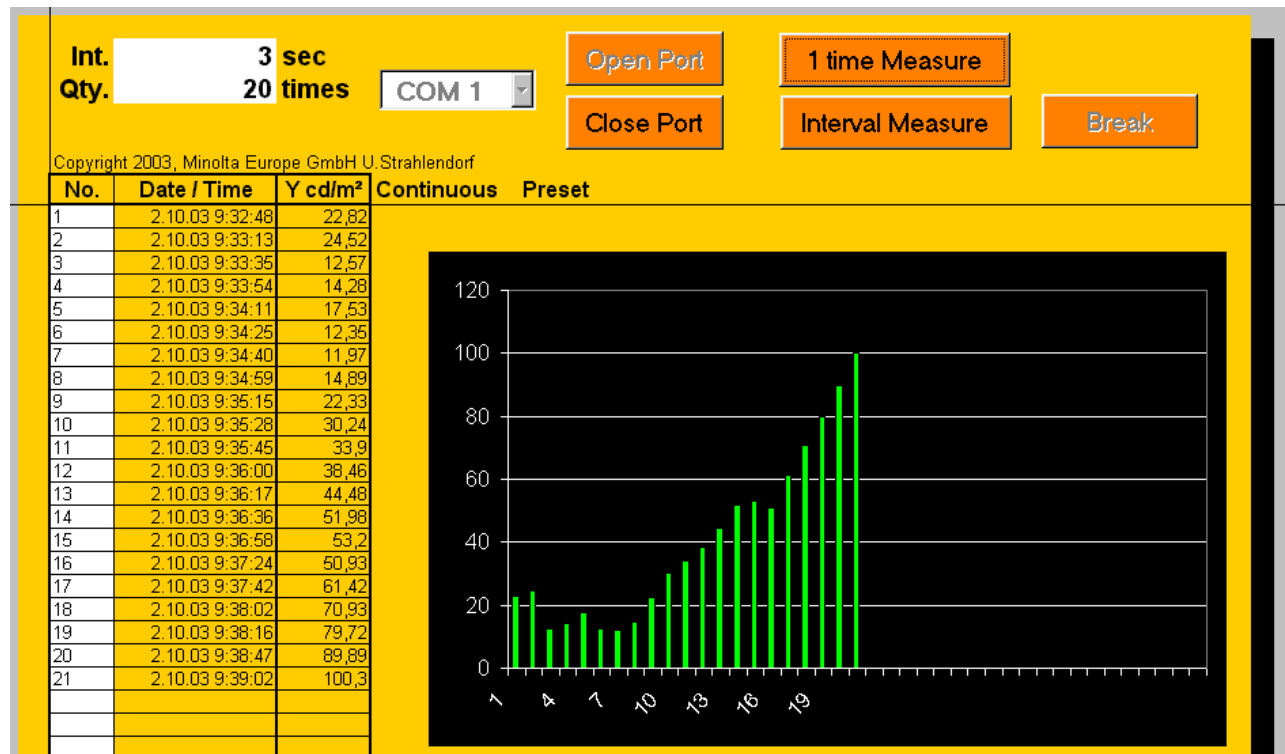 Int. 3 sec
Qty. 20 times
COM 1
Open Port
1 time Measure
Close Port
Interval Measure
Break
Copyright 2003, Minolta Europe GmbH U.Strahlendorf
No. Date / Time Y cd/m² Continuous Preset
1 2.10.03 9:32:48 22,82
2 2.10.03 9:33:13 24,52
3 2.10.03 9:33:35 12,57
4 2.10.03 9:33:54 14,28
5 2.10.03 9:34:11 17,53
6 2.10.03 9:34:25 12,35
7 2.10.03 9:34:40 11,97
8 2.10.03 9:34:59 14,89
9 2.10.03 9:35:15 22,33
10 2.10.03 9:35:28 30,24
11 2.10.03 9:35:45 33,9
12 2.10.03 9:36:00 38,46
13 2.10.03 9:36:17 44,48
14 2.10.03 9:36:36 51,98
15 2.10.03 9:36:58 53,2
16 2.10.03 9:37:24 50,93
17 2.10.03 9:37:42 61,42
18 2.10.03 9:38:02 70,93
19 2.10.03 9:38:16 79,72
20 2.10.03 9:38:47 89,89
21 2.10.03 9:39:02 100,3
120
100
80
60
40
20
0
1 4 7 10 13 16 19